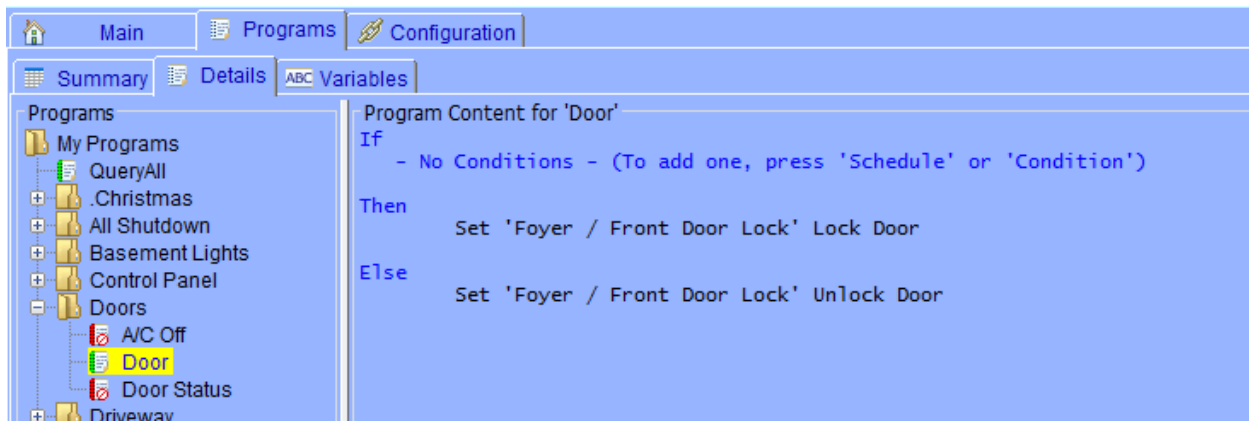 Main Programs Configuration
Summary Details ABC Variables
Programs
My Programs
QueryAll
.Christmas
All Shutdown
Basement Lights
Control Panel
Doors
A/C Off
Door
Door Status
Driveway
Program Content for 'Door'
If
- No Conditions - (To add one, press 'Schedule' or 'Condition')
Then
Set 'Foyer / Front Door Lock' Lock Door
Else
Set 'Foyer / Front Door Lock' Unlock Door